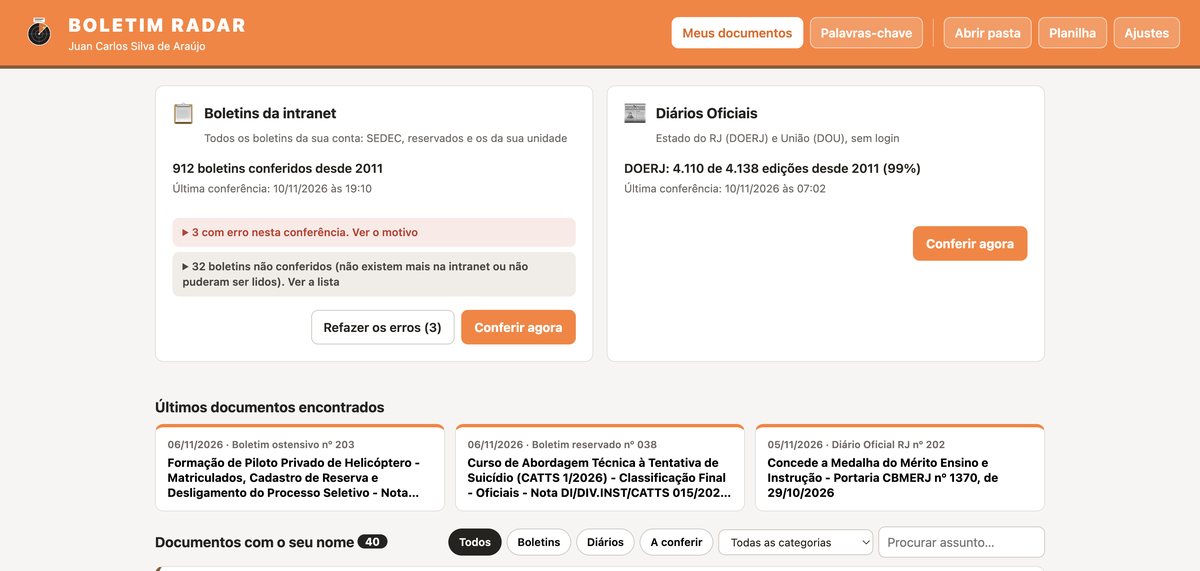 BOLETIM RADAR
Juan Carlos Silva de Araújo
Meus documentos
Palavras-chave
Abrir pasta
Planilha
Ajustes
Boletins da intranet
Todos os boletins da sua conta: SEDEC, reservados e os da sua unidade
912 boletins conferidos desde 2011
Última conferência: 10/11/2026 às 19:10
3 com erro nesta conferência. Ver o motivo
32 boletins não conferidos (não existem mais na intranet ou não
puderam ser lidos). Ver a lista
Refazer os erros (3)
Conferir agora
Diários Oficiais
Estado do RJ (DOERJ) e União (DOU), sem login
DOERJ: 4.110 de 4.138 edições desde 2011 (99%)
Última conferência: 10/11/2026 às 07:02
Conferir agora
Últimos documentos encontrados
06/11/2026 · Boletim ostensivo nº 203
Formação de Piloto Privado de Helicóptero -
Matriculados, Cadastro de Reserva e
Desligamento do Processo Seletivo - Nota...
06/11/2026 · Boletim reservado nº 038
Curso de Abordagem Técnica à Tentativa de
Suicídio (CATTS 1/2026) - Classificação Final
- Oficiais - Nota DI/DIV.INST/CATTS 015/202...
05/11/2026 · Diário Oficial RJ nº 202
Concede a Medalha do Mérito Ensino e
Instrução - Portaria CBMERJ nº 1370, de
29/10/2026
Documentos com o seu nome 40
Todos
Boletins
Diários
A conferir
Todas as categorias
Procurar assunto...